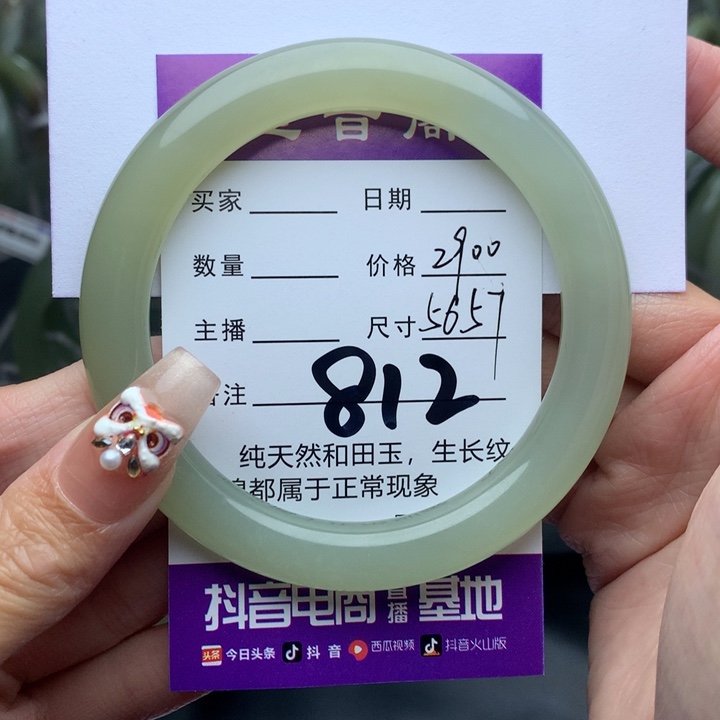 买家 日期
数量 价格 2900
主播 尺寸 5657
注 812
纯天然和田玉，生长纹
都属于正常现象
抖音电商 直播 基地
头条 今日头条 抖音 西瓜视频 抖音火山版